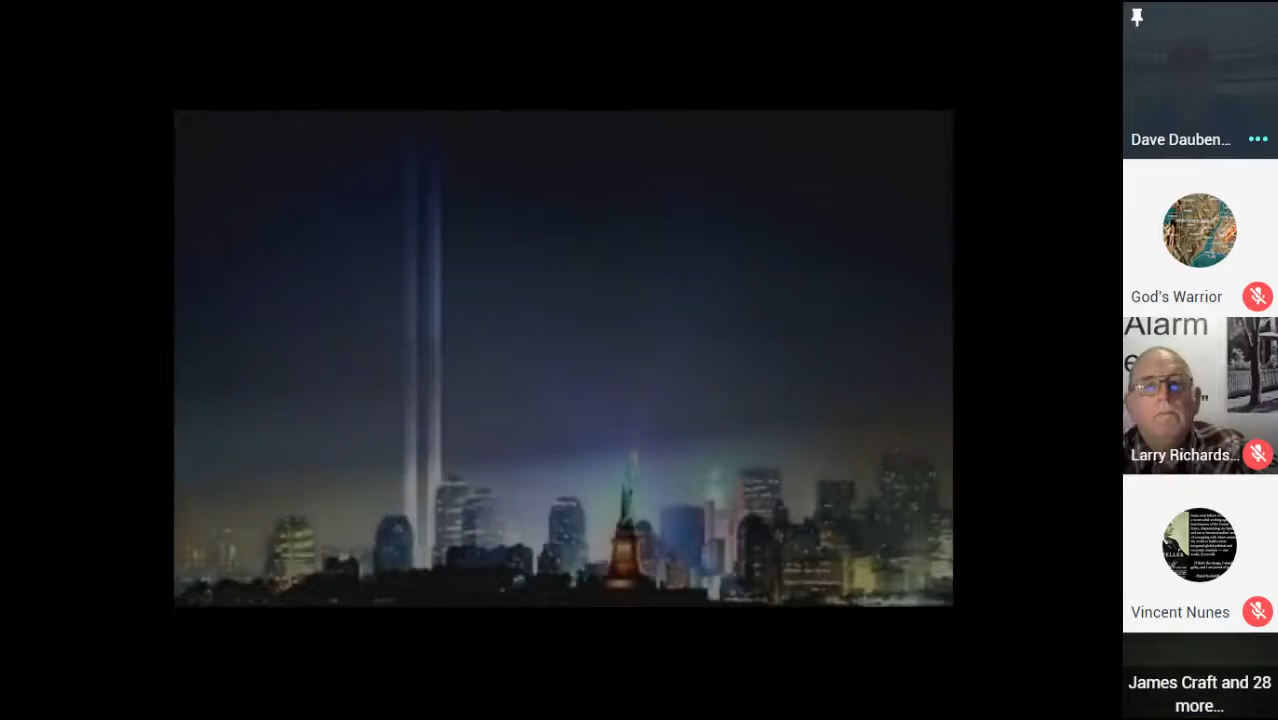 Dave Dauben...
God's Warrior
Alarm
e
"
Larry Richards...
Vincent Nunes
James Craft and 28
more...